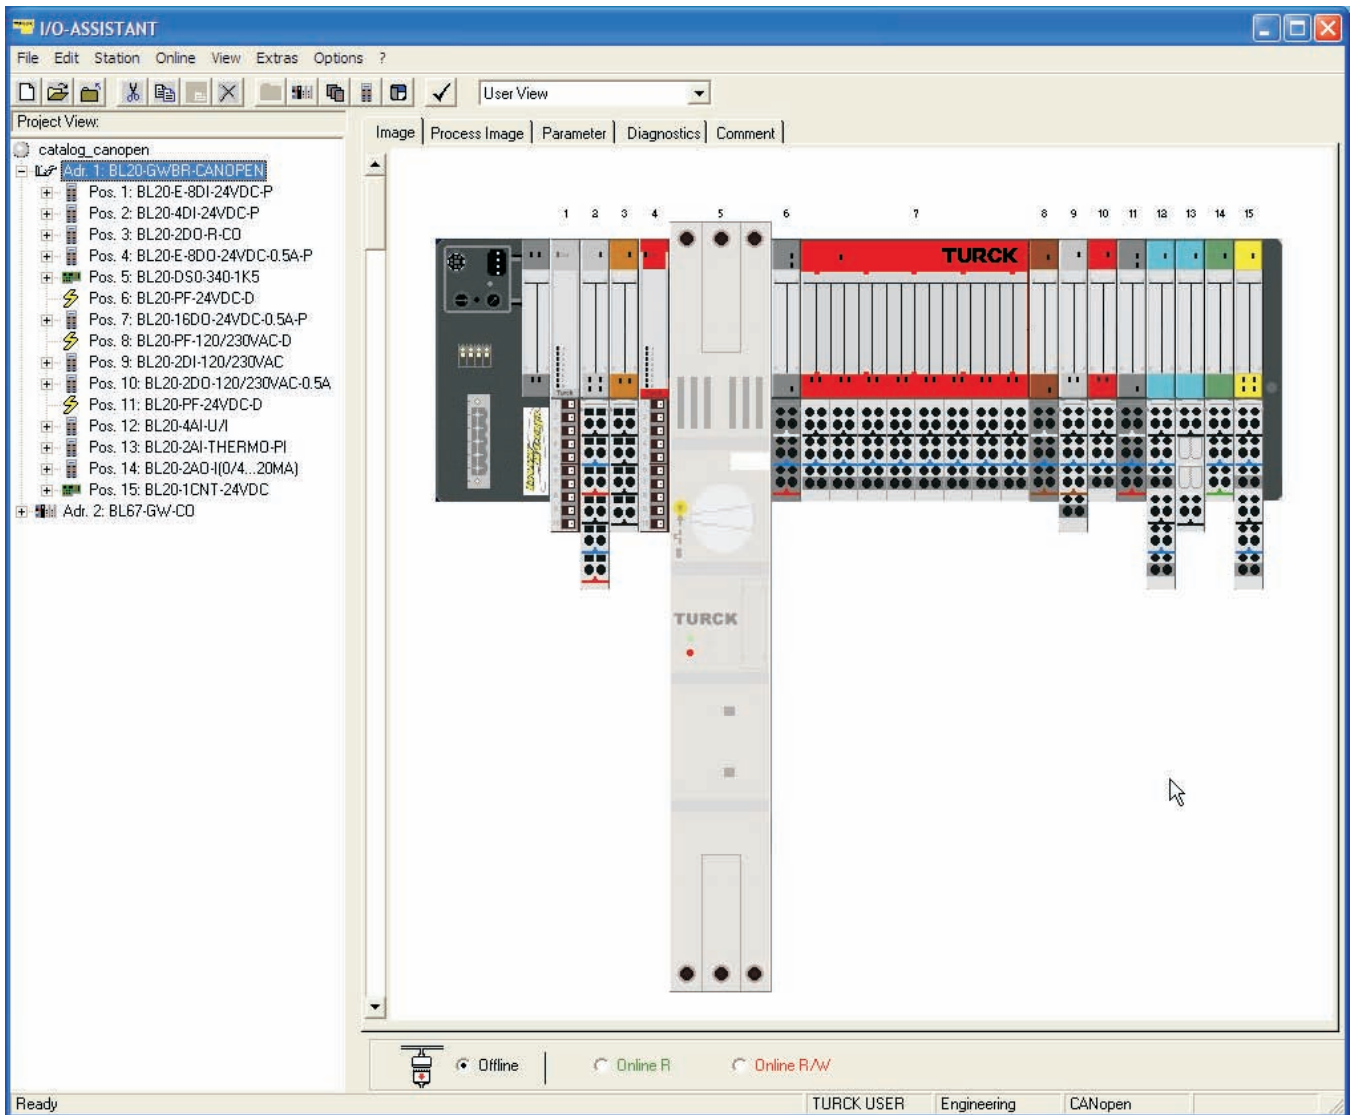 I/O-ASSISTANT
File Edit Station Online View Extras Options ?
User View
Project View:
Image Process Image Parameter Diagnostics Comment
catalog_canopen
Adr. 1: BL20-GWBR-CANOPEN
Pos. 1: BL20-E-8DI-24VDC-P
Pos. 2: BL20-4DI-24VDC-P
Pos. 3: BL20-2DO-R-CO
Pos. 4: BL20-E-8DO-24VDC-0.5A-P
Pos. 5: BL20-DS0-340-1K5
Pos. 6: BL20-PF-24VDC-D
Pos. 7: BL20-16DO-24VDC-0.5A-P
Pos. 8: BL20-PF-120/230VAC-D
Pos. 9: BL20-2DI-120/230VAC
Pos. 10: BL20-2DO-120/230VAC-0.5A
Pos. 11: BL20-PF-24VDC-D
Pos. 12: BL20-4AI-U/I
Pos. 13: BL20-2AI-THERMO-PI
Pos. 14: BL20-2AO-I(0/4...20MA)
Pos. 15: BL20-1CNT-24VDC
Adr. 2: BL67-GW-CO
1 2 3 4 5 6 7 8 9 10 11 12 13 14 15
TURCK
TURCK
Offline Online R Online R/W
Ready TURCK USER Engineering CANopen